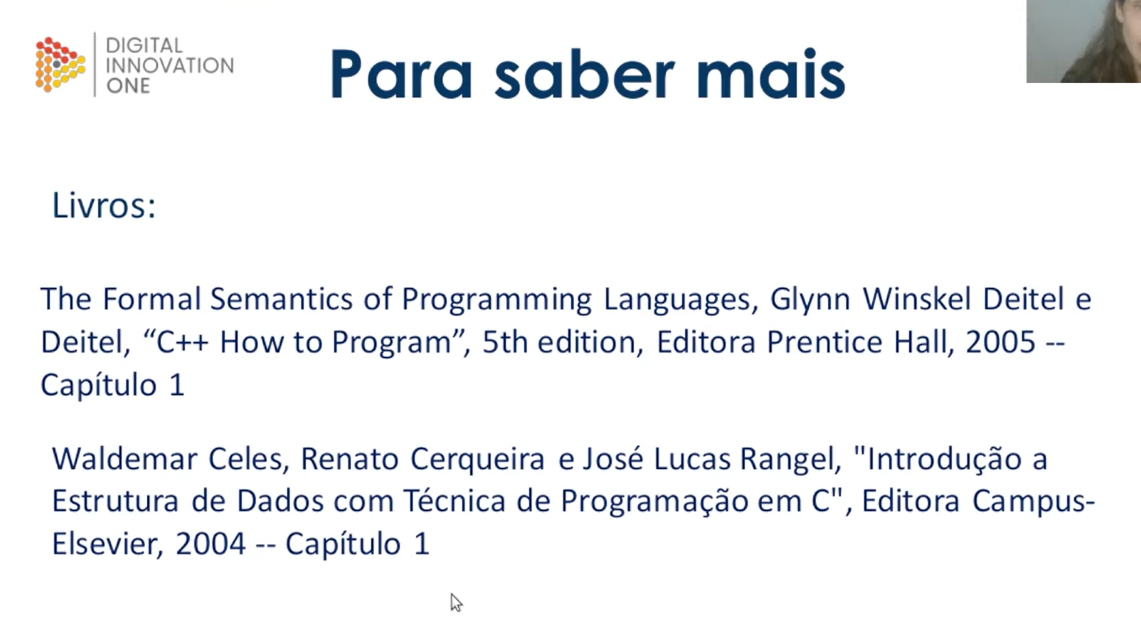 DIGITAL
INNOVATION
ONE
Para saber mais
Livros:
The Formal Semantics of Programming Languages, Glynn Winskel Deitel e
Deitel, “C++ How to Program”, 5th edition, Editora Prentice Hall, 2005 --
Capítulo 1
Waldemar Celes, Renato Cerqueira e José Lucas Rangel, "Introdução a
Estrutura de Dados com Técnica de Programação em C", Editora Campus-
Elsevier, 2004 -- Capítulo 1